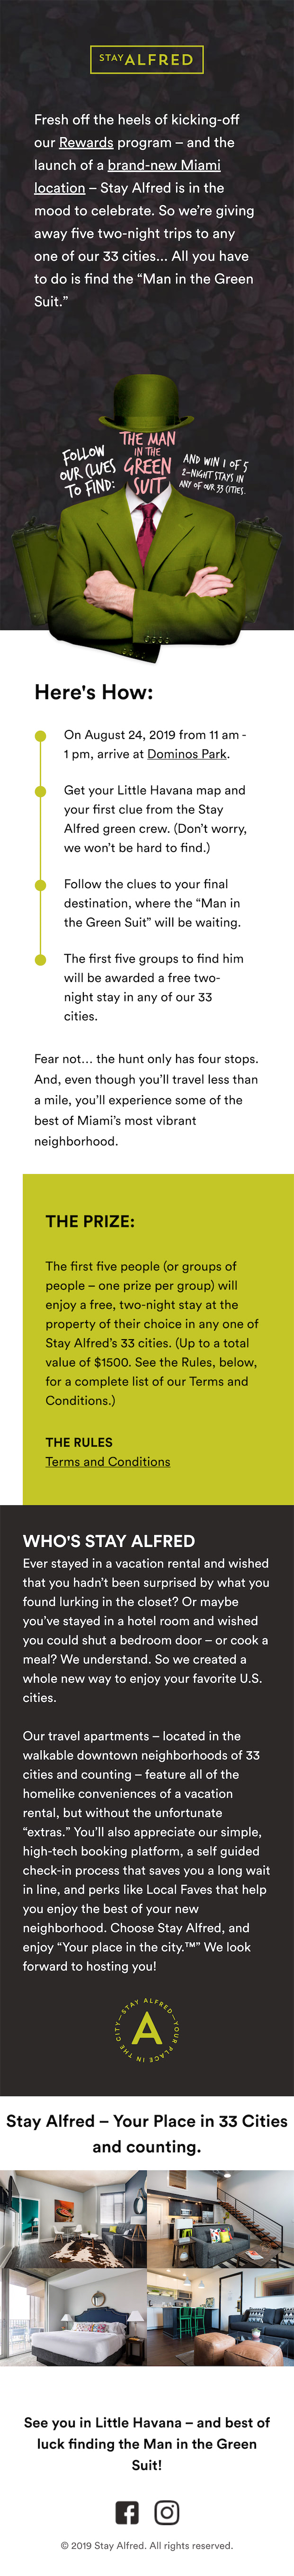 STAY ALFRED
Fresh off the heels of kicking-off
our Rewards program – and the
launch of a brand-new Miami
location – Stay Alfred is in the
mood to celebrate. So we're giving
away five two-night trips to any
one of our 33 cities... All you have
to do is find the “Man in the Green
Suit.”
FOLLOW
OUR CLUES
TO FIND:
THE MAN
IN THE
GREEN
SUIT
AND WIN 1 OF 5
2-NIGHT STAYS IN
ANY OF OUR 33 CITIES.
Here's How:
On August 24, 2019 from 11 am -
1 pm, arrive at Dominos Park.
Get your Little Havana map and
your first clue from the Stay
Alfred green crew. (Don't worry,
we won't be hard to find.)
Follow the clues to your final
destination, where the “Man in
the Green Suit” will be waiting.
The first five groups to find him
will be awarded a free two-
night stay in any of our 33
cities.
Fear not... the hunt only has four stops.
And, even though you'll travel less than
a mile, you'll experience some of the
best of Miami's most vibrant
neighborhood.
THE PRIZE:
The first five people (or groups of
people – one prize per group) will
enjoy a free, two-night stay at the
property of their choice in any one of
Stay Alfred's 33 cities. (Up to a total
value of $1500. See the Rules, below,
for a complete list of our Terms and
Conditions.)
THE RULES
Terms and Conditions
WHO'S STAY ALFRED
Ever stayed in a vacation rental and wished
that you hadn't been surprised by what you
found lurking in the closet? Or maybe
you've stayed in a hotel room and wished
you could shut a bedroom door – or cook a
meal? We understand. So we created a
whole new way to enjoy your favorite U.S.
cities.
Our travel apartments – located in the
walkable downtown neighborhoods of 33
cities and counting – feature all of the
homelike conveniences of a vacation
rental, but without the unfortunate
“extras.” You'll also appreciate our simple,
high-tech booking platform, a self guided
check-in process that saves you a long wait
in line, and perks like Local Faves that help
you enjoy the best of your new
neighborhood. Choose Stay Alfred, and
enjoy “Your place in the city.™” We look
forward to hosting you!
STAY ALFRED – YOUR PLACE IN THE CITY –
A
Stay Alfred – Your Place in 33 Cities
and counting.
See you in Little Havana – and best of
luck finding the Man in the Green
Suit!
© 2019 Stay Alfred. All rights reserved.